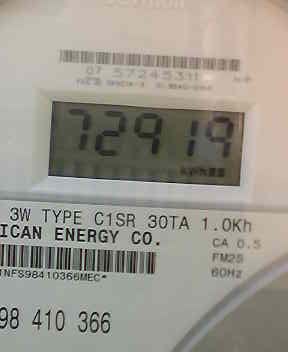 07 57245311
72919
3W TYPE C1SR 30TA 1.0Kh
ICAN ENERGY CO.
CA 0.5
FM2S
60Hz
1NFS98410366MEC*
98 410 366